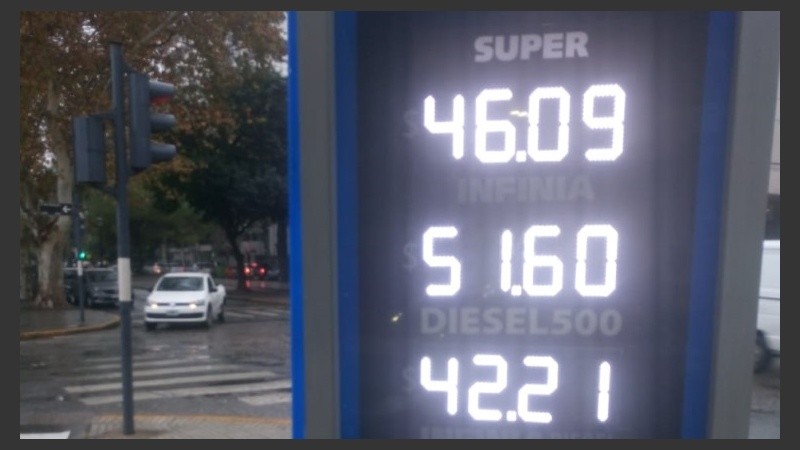 SUPER
$ 46.09
INFINIA
$ 51.60
DIESEL500
$ 42.21